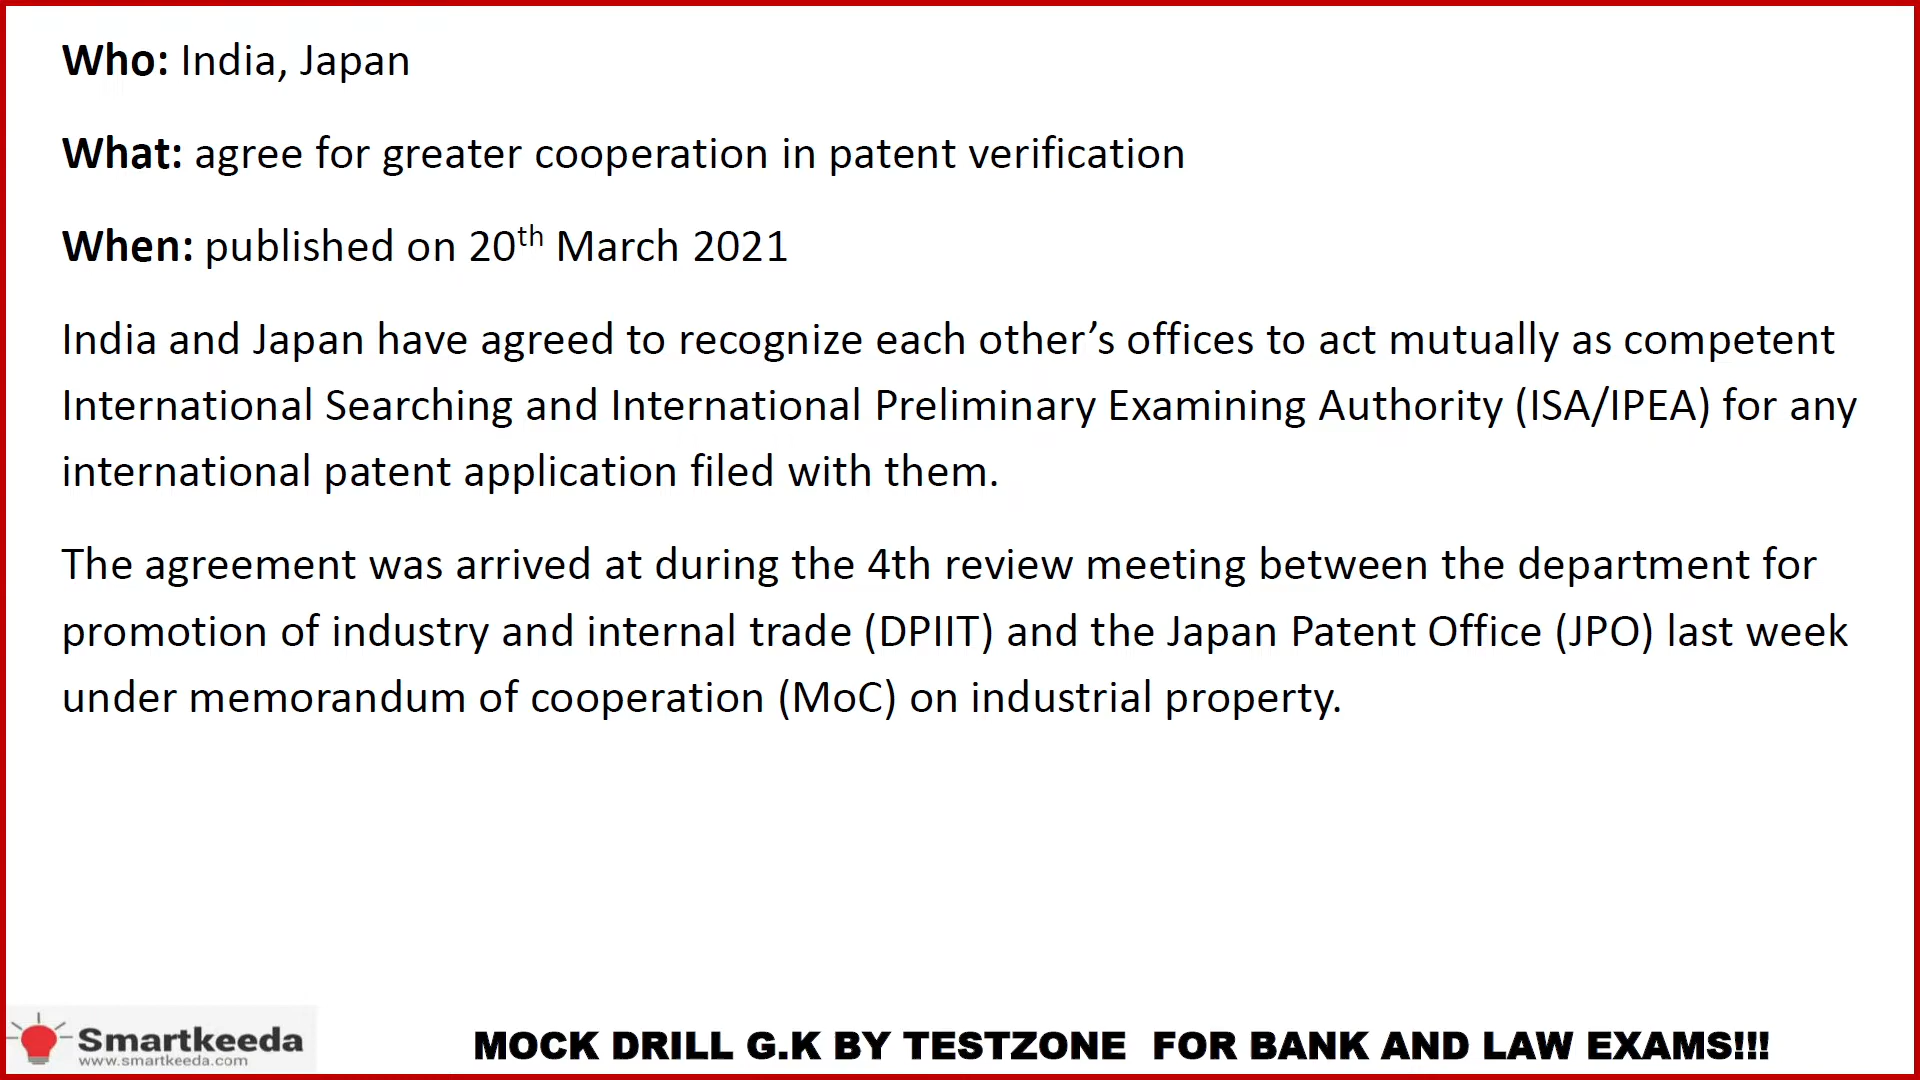 Who: India, Japan
What: agree for greater cooperation in patent verification
When: published on 20th March 2021
India and Japan have agreed to recognize each other’s offices to act mutually as competent
International Searching and International Preliminary Examining Authority (ISA/IPEA) for any
international patent application filed with them.
The agreement was arrived at during the 4th review meeting between the department for
promotion of industry and internal trade (DPIIT) and the Japan Patent Office (JPO) last week
under memorandum of cooperation (MoC) on industrial property.
Smartkeeda
www.smartkeeda.com
MOCK DRILL G.K BY TESTZONE  FOR BANK AND LAW EXAMS!!!